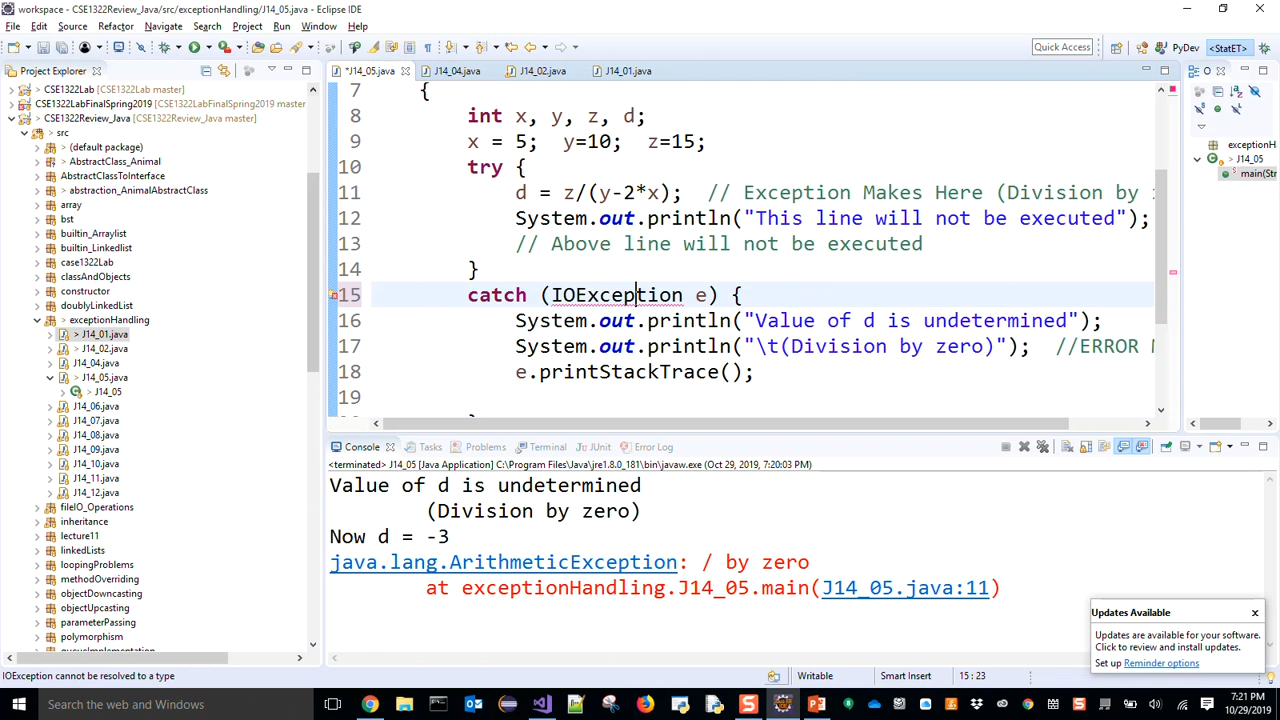 workspace - CSE1322Review_Java/src/exceptionHandling/J14_05.java - Eclipse IDE
File Edit Source Refactor Navigate Search Project Run Window Help
Quick Access
PyDev
<StatET>
Project Explorer
*J14_05.java
J14_04.java
J14_02.java
J14_01.java
CSE1322Lab [CSE1322Lab master]
CSE1322LabFinalSpring2019 [CSE1322LabFinalSpring2019 master]
CSE1322Review_Java [CSE1322Review_Java master]
src
(default package)
AbstractClass_Animal
AbstractClassToInterface
abstraction_AnimalAbstractClass
array
bst
builtin_Arraylist
builtin_Linkedlist
case1322Lab
classAndObjects
constructor
doublyLinkedList
exceptionHandling
J14_01.java
J14_02.java
J14_04.java
J14_05.java
J14_05
J14_06.java
J14_07.java
J14_08.java
J14_09.java
J14_10.java
J14_11.java
J14_12.java
fileIO_Operations
inheritance
lecture11
linkedLists
loopingProblems
methodOverriding
objectDowncasting
objectUpcasting
parameterPassing
polymorphism
7 {
8 int x, y, z, d;
9 x = 5; y=10; z=15;
10 try {
11 d = z/(y-2*x); // Exception Makes Here (Division by
12 System.out.println("This line will not be executed");
13 // Above line will not be executed
14 }
15 catch (IOException e) {
16 System.out.println("Value of d is undetermined");
17 System.out.println("\t(Division by zero)"); //ERROR
18 e.printStackTrace();
19
exceptionH
J14_05
main(Str
Console Tasks Problems Terminal JUnit Error Log
<terminated> J14_05 [Java Application] C:\Program Files\Java\jre1.8.0_181\bin\javaw.exe (Oct 29, 2019, 7:20:03 PM)
Value of d is undetermined
(Division by zero)
Now d = -3
java.lang.ArithmeticException: / by zero
at exceptionHandling.J14_05.main(J14_05.java:11)
Updates Available
Updates are available for your software.
Click to review and install updates.
Set up Reminder options
IOException cannot be resolved to a type
Writable
Smart Insert
15 : 23
Search the web and Windows
7:21 PM
10/29/2019